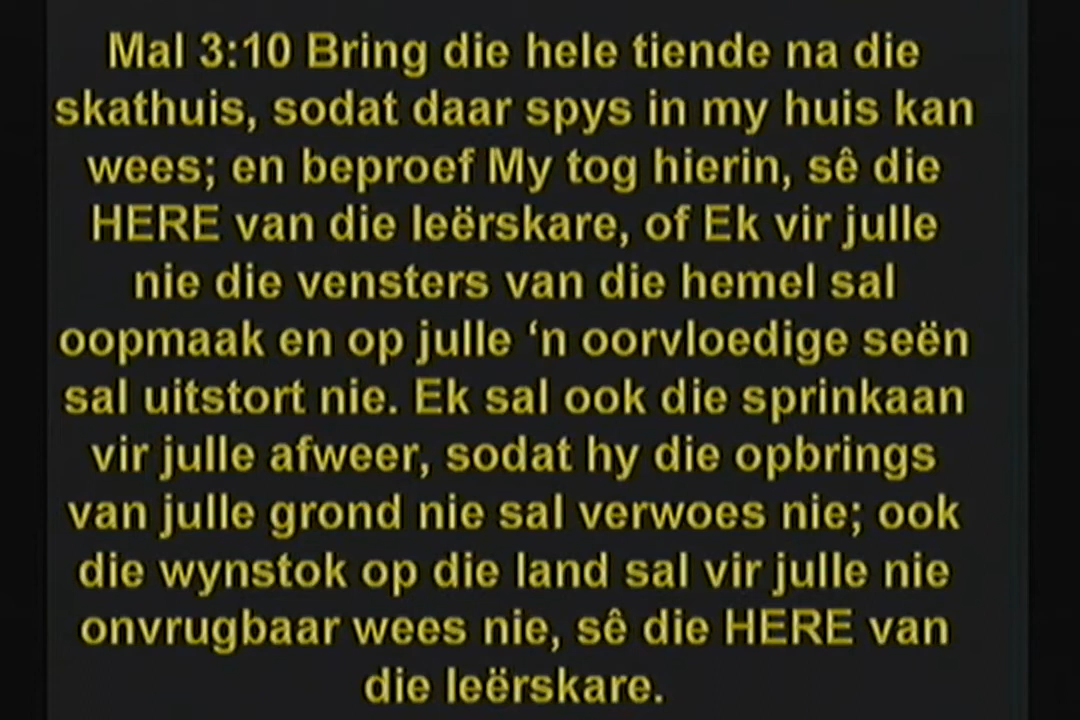 Mal 3:10 Bring die hele tiende na die
skathuis, sodat daar spys in my huis kan
wees; en beproef My tog hierin, sê die
HERE van die leërskare, of Ek vir julle
nie die vensters van die hemel sal
oopmaak en op julle ‘n oorvloedige seën
sal uitstort nie. Ek sal ook die sprinkaan
vir julle afweer, sodat hy die opbrings
van julle grond nie sal verwoes nie; ook
die wynstok op die land sal vir julle nie
onvrugbaar wees nie, sê die HERE van
die leërskare.